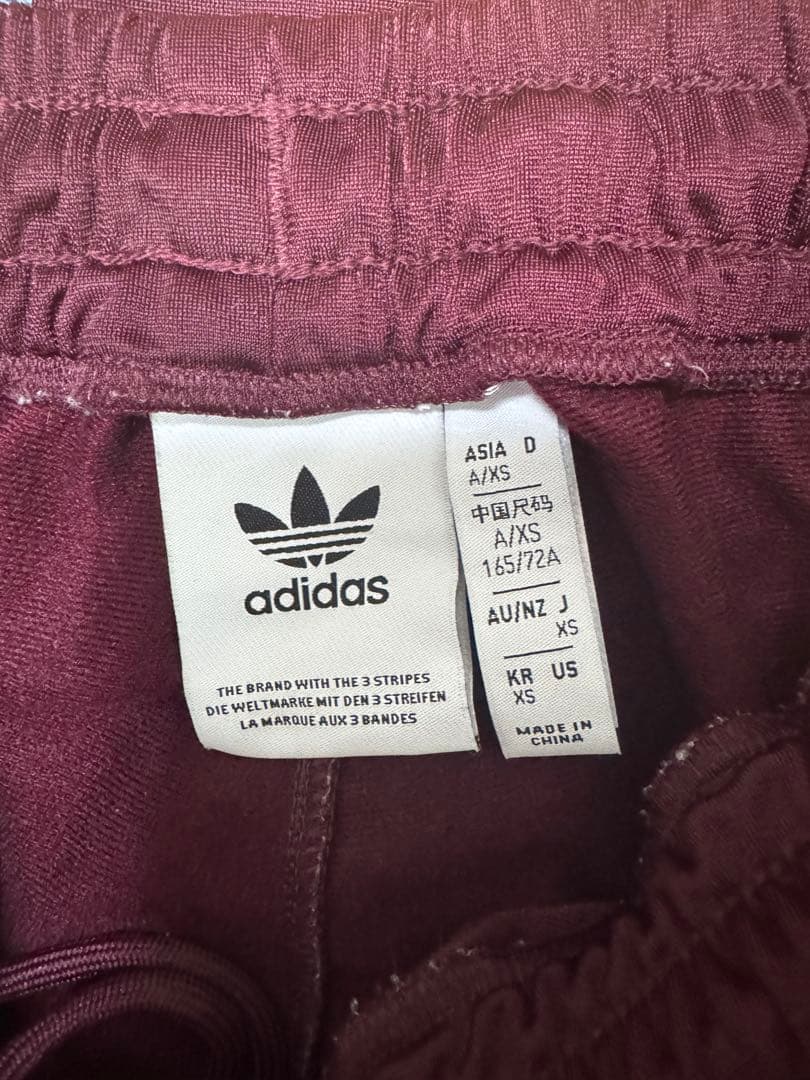 adidas
THE BRAND WITH THE 3 STRIPES
DIE WELTMARKE MIT DEN 3 STREIFEN
LA MARQUE AUX 3 BANDES
ASIA D
A/XS
中国尺码
A/XS
165/72A
AU/NZ J
XS
KR US
XS
MADE IN
CHINA